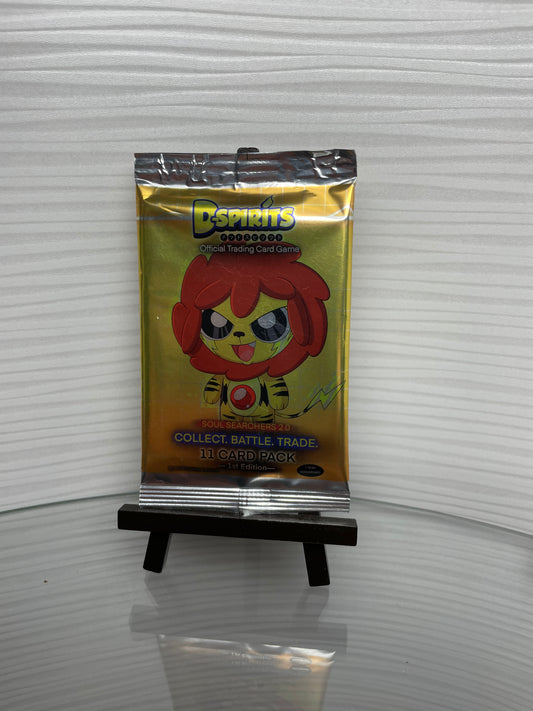 D-SPIRITS
Official Trading Card Game
SOUL SEARCHERS 2.0
COLLECT. BATTLE. TRADE.
11 CARD PACK
1st Edition